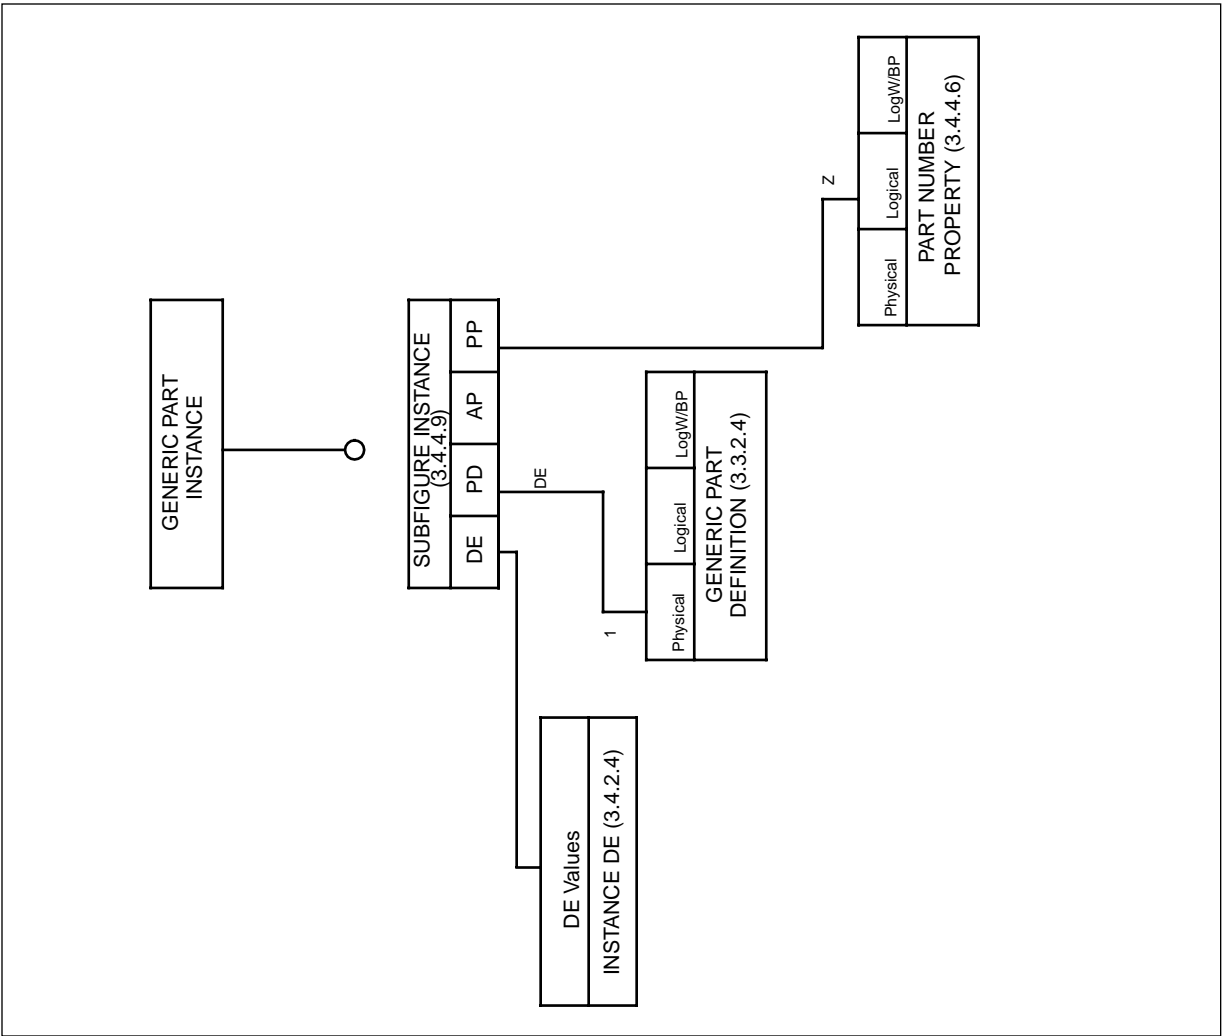 GENERIC PART
INSTANCE
SUBFIGURE INSTANCE
(3.4.4.9)
DE PD AP PP
DE
1
Z
DE Values
INSTANCE DE (3.4.2.4)
Physical Logical LogW/BP
GENERIC PART
DEFINITION (3.3.2.4)
Physical Logical LogW/BP
PART NUMBER
PROPERTY (3.4.4.6)